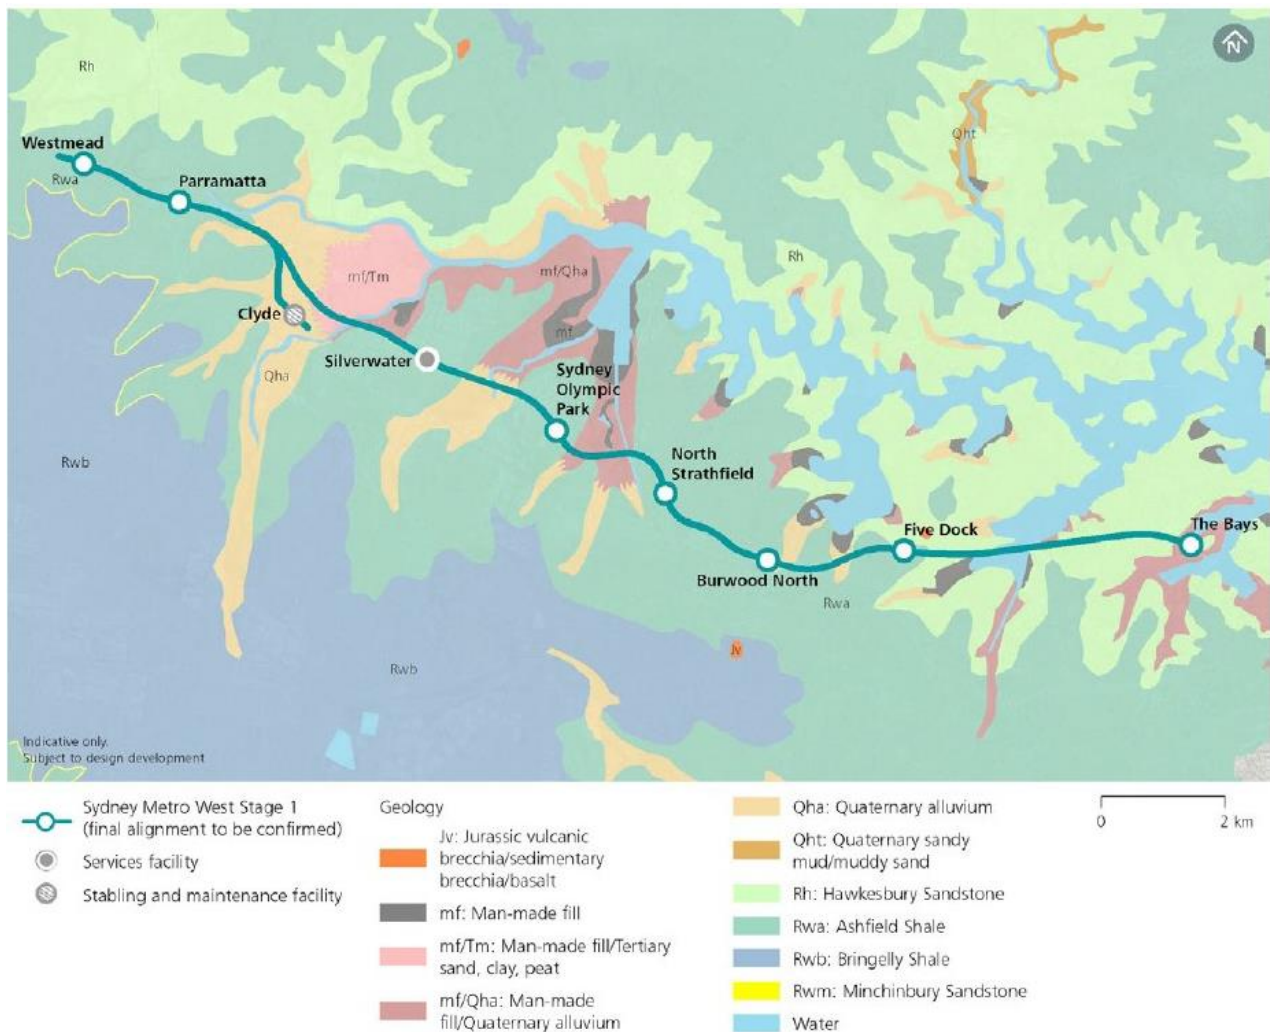 N
Rh
Qht
Westmead
Rwa
Parramatta
Rh
mf/Tm
mf/Qha
Clyde
mf
Silverwater
Sydney
Olympic
Park
Qha
Rwb
North
Strathfield
Five Dock
The Bays
Burwood North
Rwa
Jv
Rwb
Indicative only.
Subject to design development
Sydney Metro West Stage 1
(final alignment to be confirmed)
Services facility
Stabling and maintenance facility
Geology
Jv: Jurassic vulcanic
brecchia/sedimentary
brecchia/basalt
mf: Man-made fill
mf/Tm: Man-made fill/Tertiary
sand, clay, peat
mf/Qha: Man-made
fill/Quaternary alluvium
Qha: Quaternary alluvium
Qht: Quaternary sandy
mud/muddy sand
Rh: Hawkesbury Sandstone
Rwa: Ashfield Shale
Rwb: Bringelly Shale
Rwm: Minchinbury Sandstone
Water
0 2 km